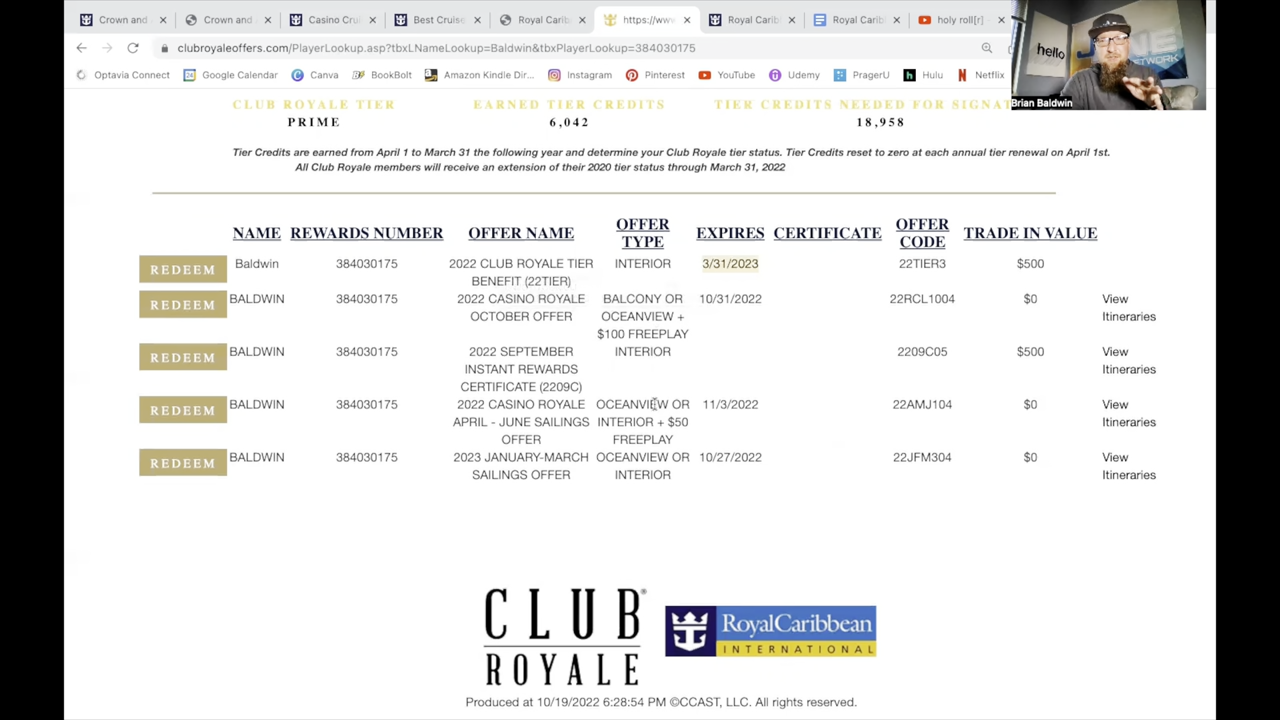 Crown and
Crown and
Casino Crui
Best Cruise
Royal Carib
https://www
Royal Carib
Royal Carib
holy roll[r]
clubroyaleoffers.com/PlayerLookup.asp?tbxLNameLookup=Baldwin&tbxPlayerLookup=384030175
Optavia Connect
Google Calendar
Canva
BookBolt
Amazon Kindle Dir...
Instagram
Pinterest
YouTube
Udemy
PragerU
Hulu
Netflix
hello
NETWORK
Brian Baldwin
CLUB ROYALE TIER EARNED TIER CREDITS TIER CREDITS NEEDED FOR SIGNAT
PRIME 6,042 18,958
Tier Credits are earned from April 1 to March 31 the following year and determine your Club Royale tier status. Tier Credits reset to zero at each annual tier renewal on April 1st.
All Club Royale members will receive an extension of their 2020 tier status through March 31, 2022
NAME REWARDS NUMBER OFFER NAME OFFER TYPE EXPIRES CERTIFICATE OFFER CODE TRADE IN VALUE
REDEEM Baldwin 384030175 2022 CLUB ROYALE TIER INTERIOR 3/31/2023 22TIER3 $500
BENEFIT (22TIER)
REDEEM BALDWIN 384030175 2022 CASINO ROYALE BALCONY OR 10/31/2022 22RCL1004 $0 View
OCTOBER OFFER OCEANVIEW + Itineraries
$100 FREEPLAY
REDEEM BALDWIN 384030175 2022 SEPTEMBER INTERIOR 2209C05 $500 View
INSTANT REWARDS Itineraries
CERTIFICATE (2209C)
REDEEM BALDWIN 384030175 2022 CASINO ROYALE OCEANVIEW OR 11/3/2022 22AMJ104 $0 View
APRIL - JUNE SAILINGS INTERIOR + $50 Itineraries
OFFER FREEPLAY
REDEEM BALDWIN 384030175 2023 JANUARY-MARCH OCEANVIEW OR 10/27/2022 22JFM304 $0 View
SAILINGS OFFER INTERIOR Itineraries
CLUB
ROYALE
®
RoyalCaribbean
INTERNATIONAL
Produced at 10/19/2022 6:28:54 PM ©CCAST, LLC. All rights reserved.